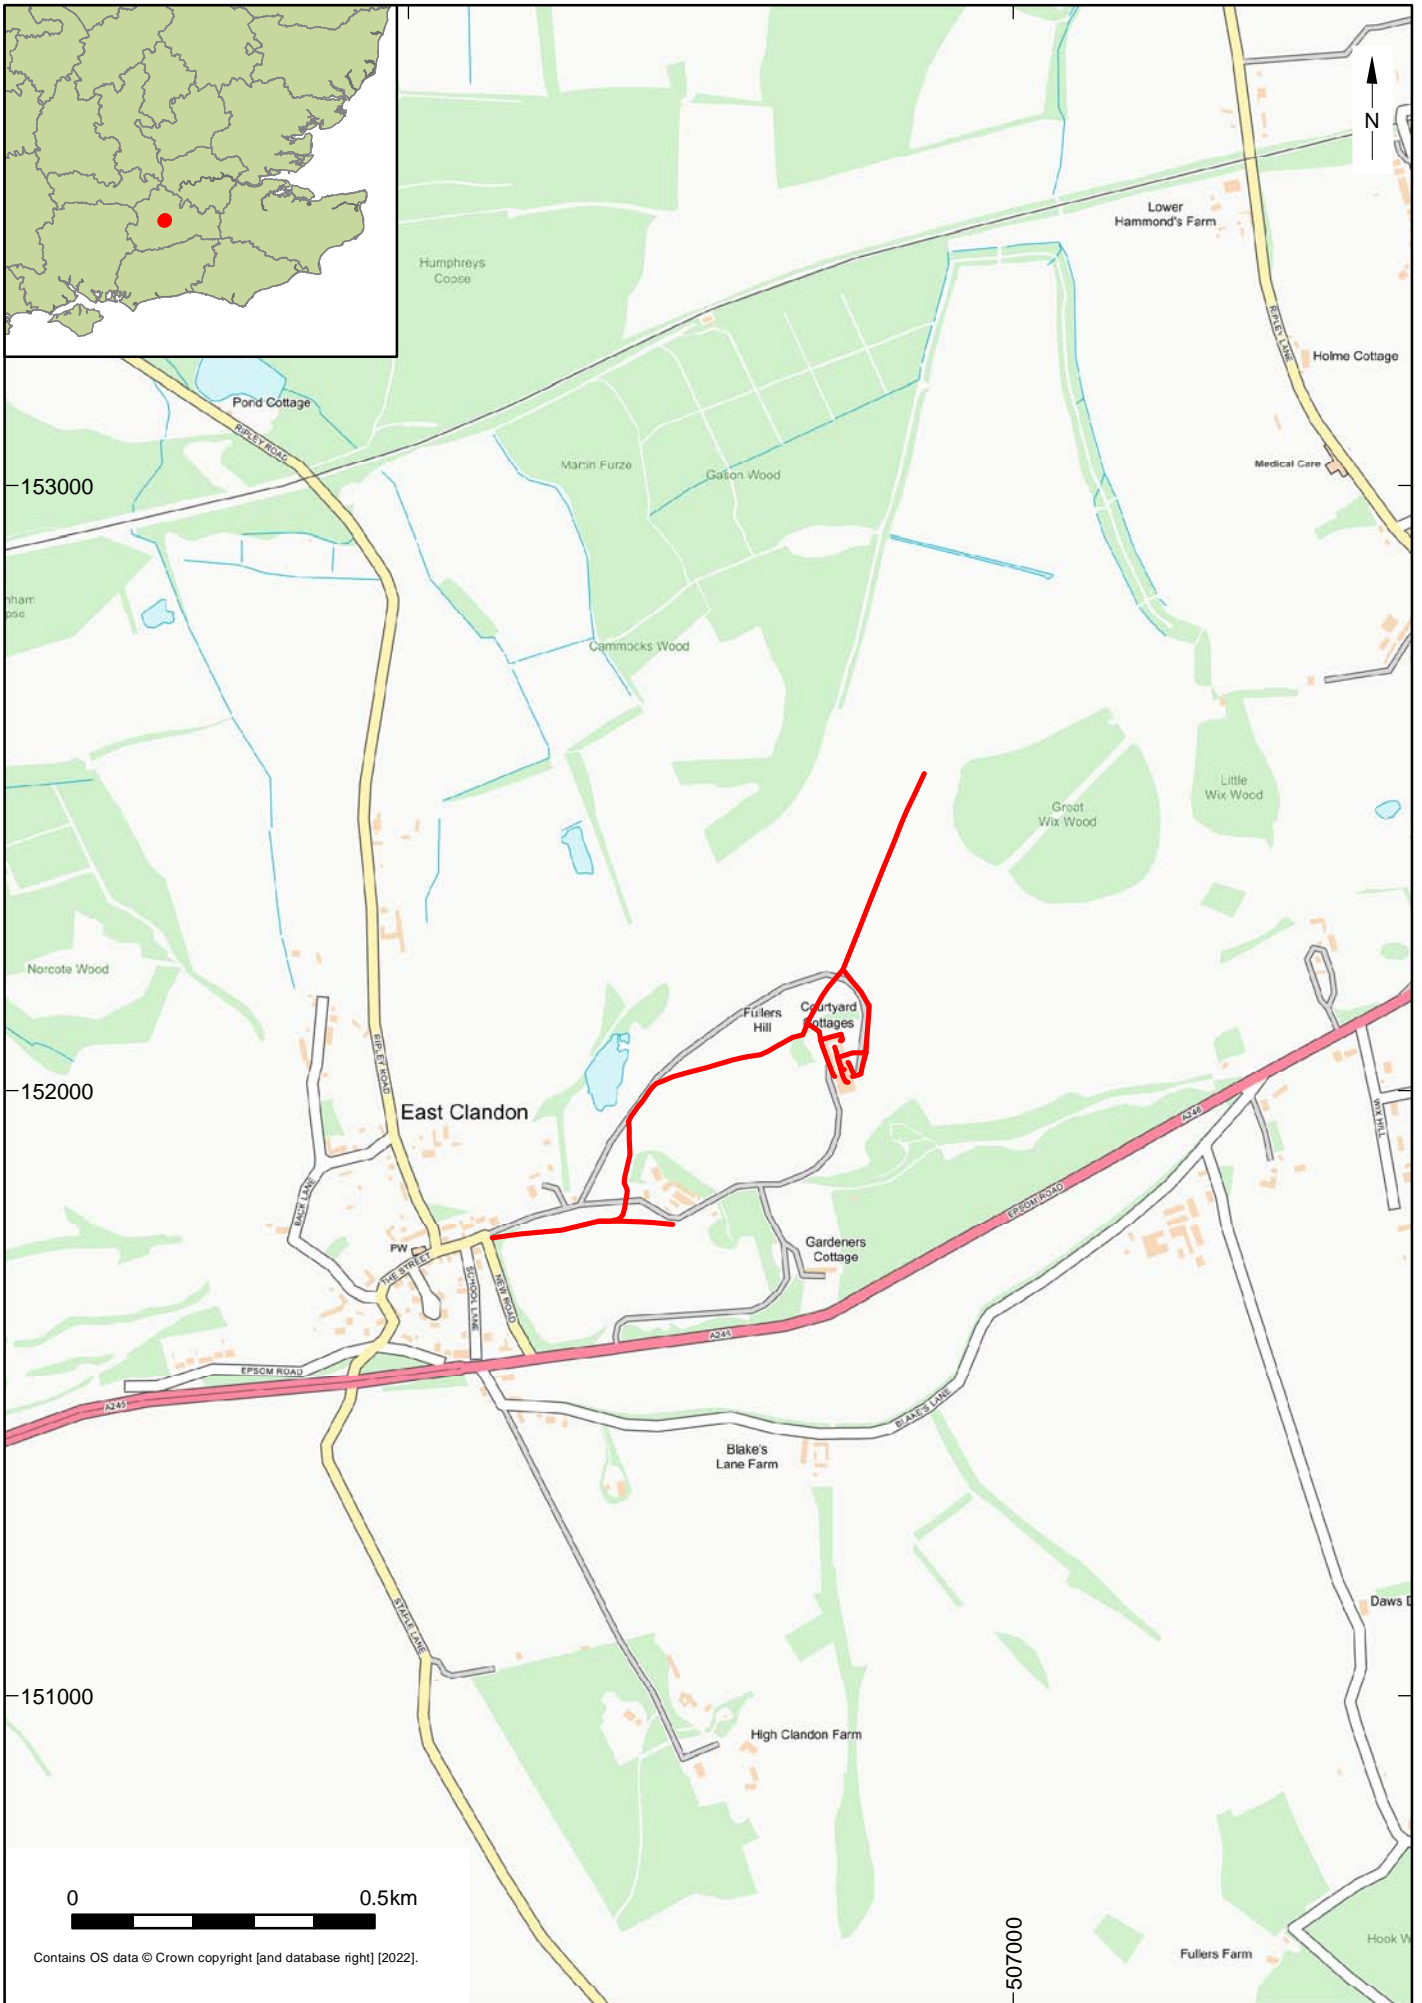 N
Lower
Hammond's Farm
Humphreys
Copse
RIPLEY LANE
Holme Cottage
Pond Cottage
RIPLEY ROAD
Martin Furze
Gason Wood
Medical Care
153000
Cammocks Wood
Little
Wix Wood
Great
Wix Wood
Norcote Wood
Fullers
Hill
Courtyard
Cottages
RIPLEY ROAD
152000
East Clandon
A246
WIX HILL
BACK LANE
EPSOM ROAD
PW
THE STREET
SCHOOL LANE
NEW ROAD
Gardeners
Cottage
A246
EPSOM ROAD
A246
BLAKE'S LANE
Blake's
Lane Farm
STAPLE LANE
Daws
151000
High Clandon Farm
0 0.5km
Contains OS data © Crown copyright [and database right] [2022].
507000
Fullers Farm
Hook